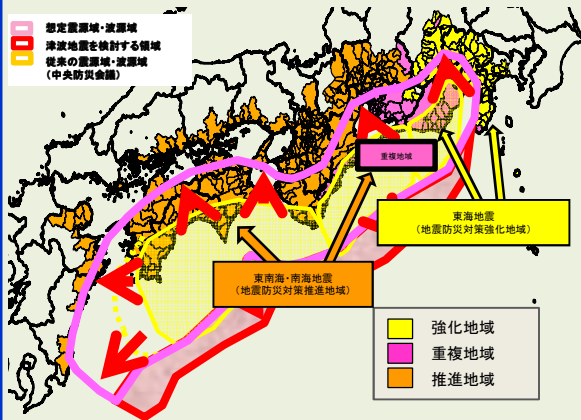 想定震源域・波源域
津波地震を検討する領域
従来の震源域・波源域
（中央防災会議）
重複地域
東海地震
（地震防災対策強化地域）
東南海・南海地震
（地震防災対策推進地域）
強化地域
重複地域
推進地域